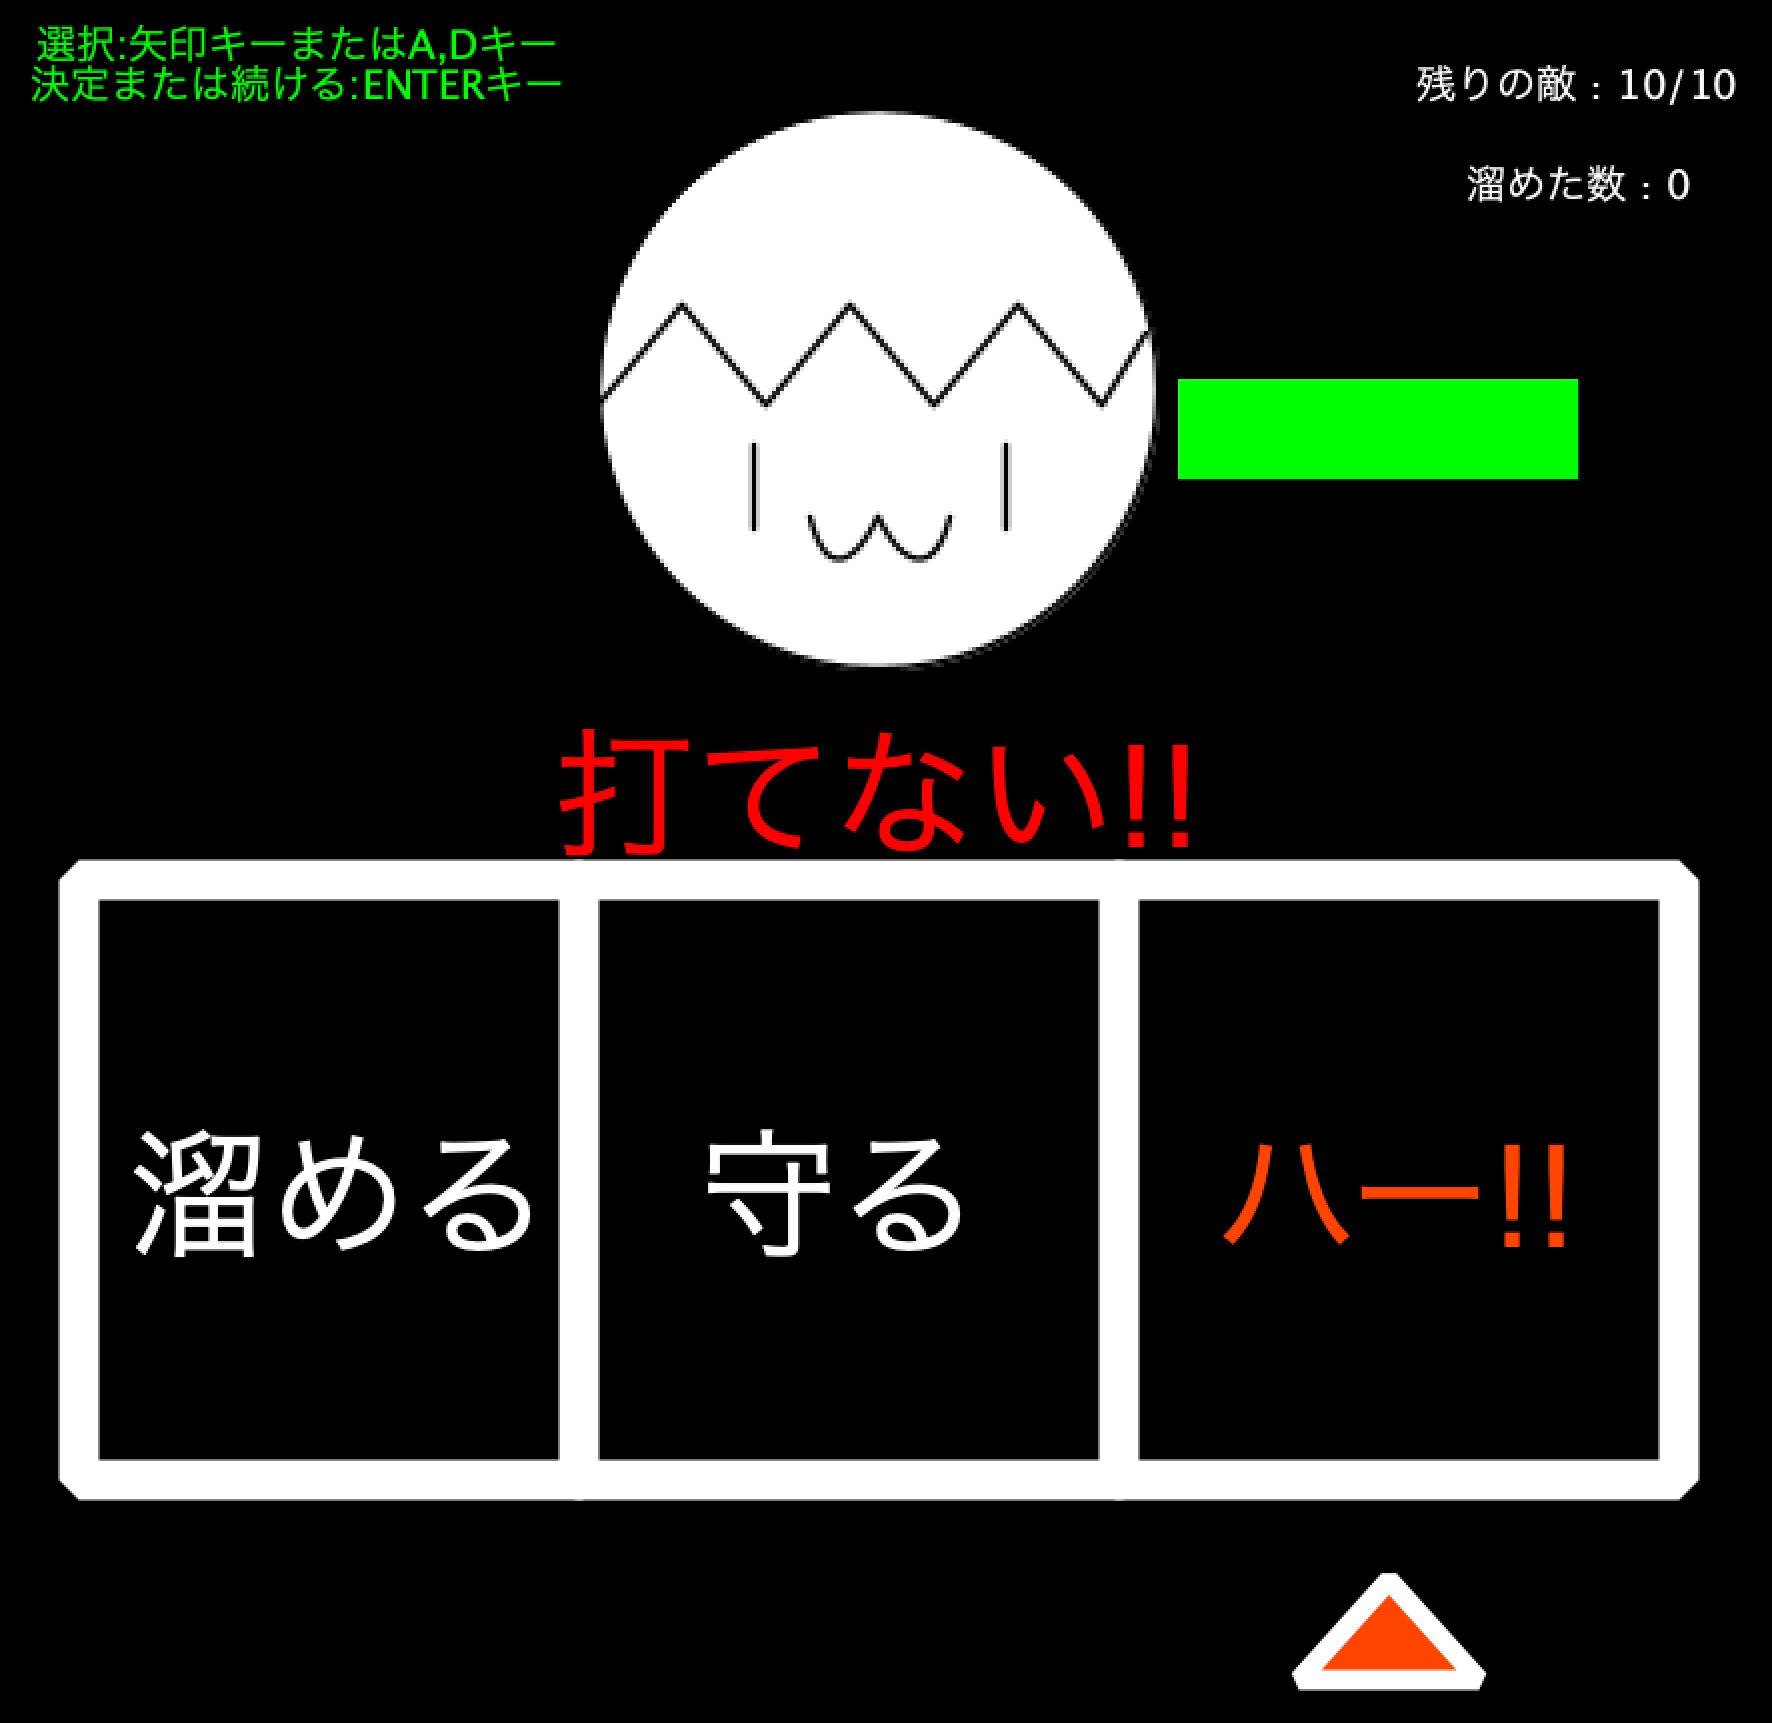 選択:矢印キーまたはA,Dキー
決定または続ける:ENTERキー
残りの敵：10/10
溜めた数：0
打てない!!
溜める
守る
ハー!!